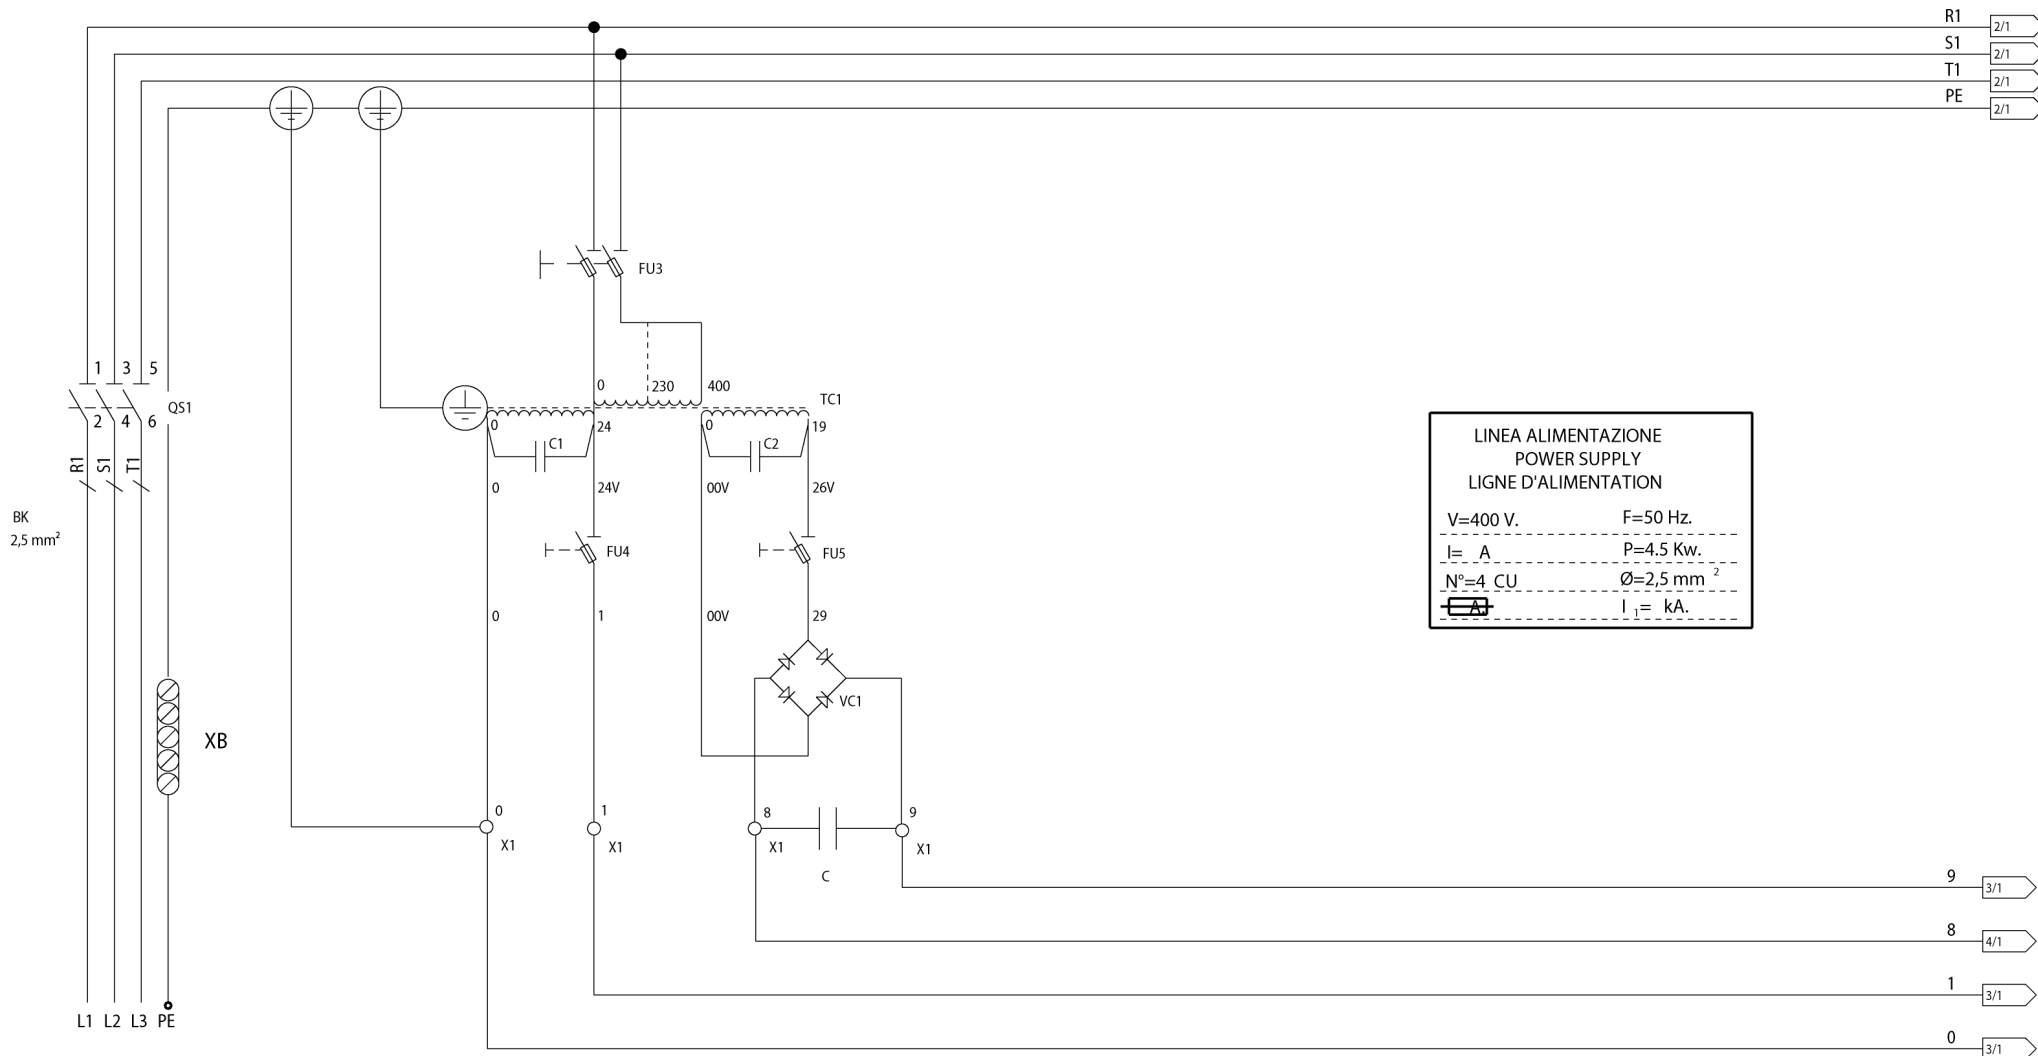 R1 2/1
S1 2/1
T1 2/1
PE 2/1
FU3
1 3 5
QS1
2 4 6
0 230 400
TC1
0 24 0 19
C1 C2
R1 S1 T1
0 24V 00V 26V
BK
2,5 mm²
FU4 FU5
0 1 00V 29
VC1
XB
0 1 8 9
X1 X1 X1 X1
C
LINEA ALIMENTAZIONE
POWER SUPPLY
LIGNE D'ALIMENTATION
V=400 V. F=50 Hz.
I= A P=4.5 Kw.
N°=4 CU Ø=2,5 mm 2
A. I 1= kA.
9 3/1
8 4/1
1 3/1
0 3/1
L1 L2 L3 PE